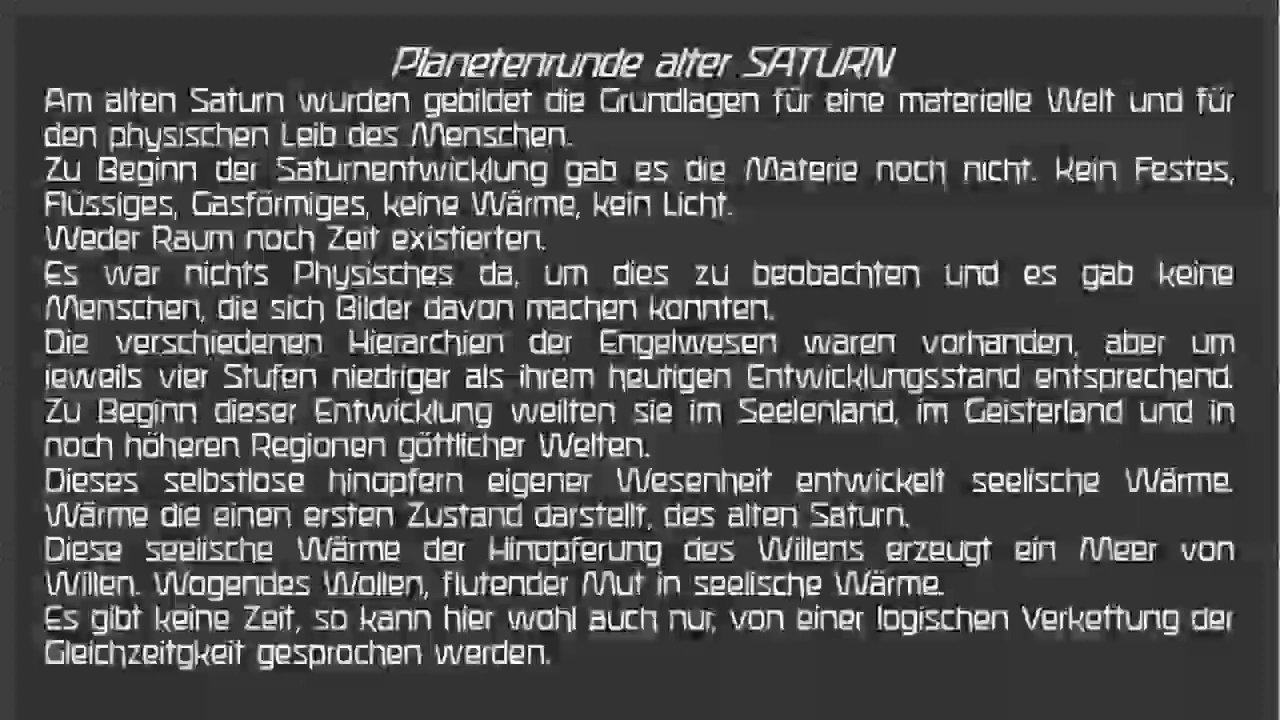 Planetenrunde alter SATURN
Am alten Saturn wurden gebildet die Grundlagen für eine materielle Welt und für
den physischen Leib des Menschen.
Zu Beginn der Saturnentwicklung gab es die Materie noch nicht. Kein Festes,
Flüssiges, Gasförmiges, keine Wärme, kein Licht.
Weder Raum noch Zeit existierten.
Es war nichts Physisches da, um dies zu beobachten und es gab keine
Menschen, die sich Bilder davon machen konnten.
Die verschiedenen Hierarchien der Engelwesen waren vorhanden, aber um
jeweils vier Stufen niedriger als ihrem heutigen Entwicklungsstand entsprechend.
Zu Beginn dieser Entwicklung weilten sie im Seelenland, im Geisterland und in
noch höheren Regionen göttlicher Welten.
Dieses selbstlose hinopfern eigener Wesenheit entwickelt seelische Wärme.
Wärme die einen ersten Zustand darstellt, des alten Saturn.
Diese seelische Wärme der Hinopferung des Willens erzeugt ein Meer von
Willen. Wogendes Wollen, flutender Mut in seelische Wärme.
Es gibt keine Zeit, so kann hier wohl auch nur, von einer logischen Verkettung der
Gleichzeitgkeit gesprochen werden.